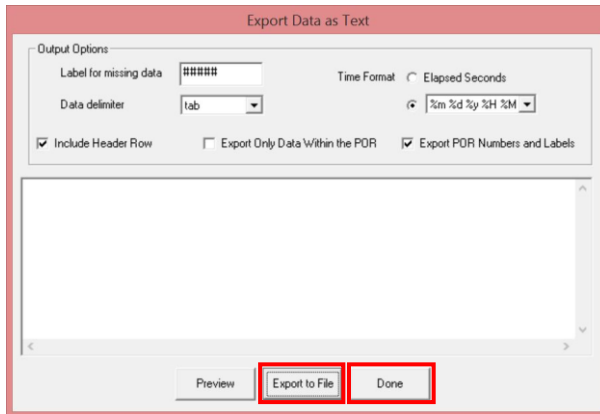 Export Data as Text
Output Options
Label for missing data #####
Time Format Elapsed Seconds
Data delimiter tab
%m %d %y %H %M
Include Header Row Export Only Data Within the POR Export POR Numbers and Labels
Preview Export to File Done